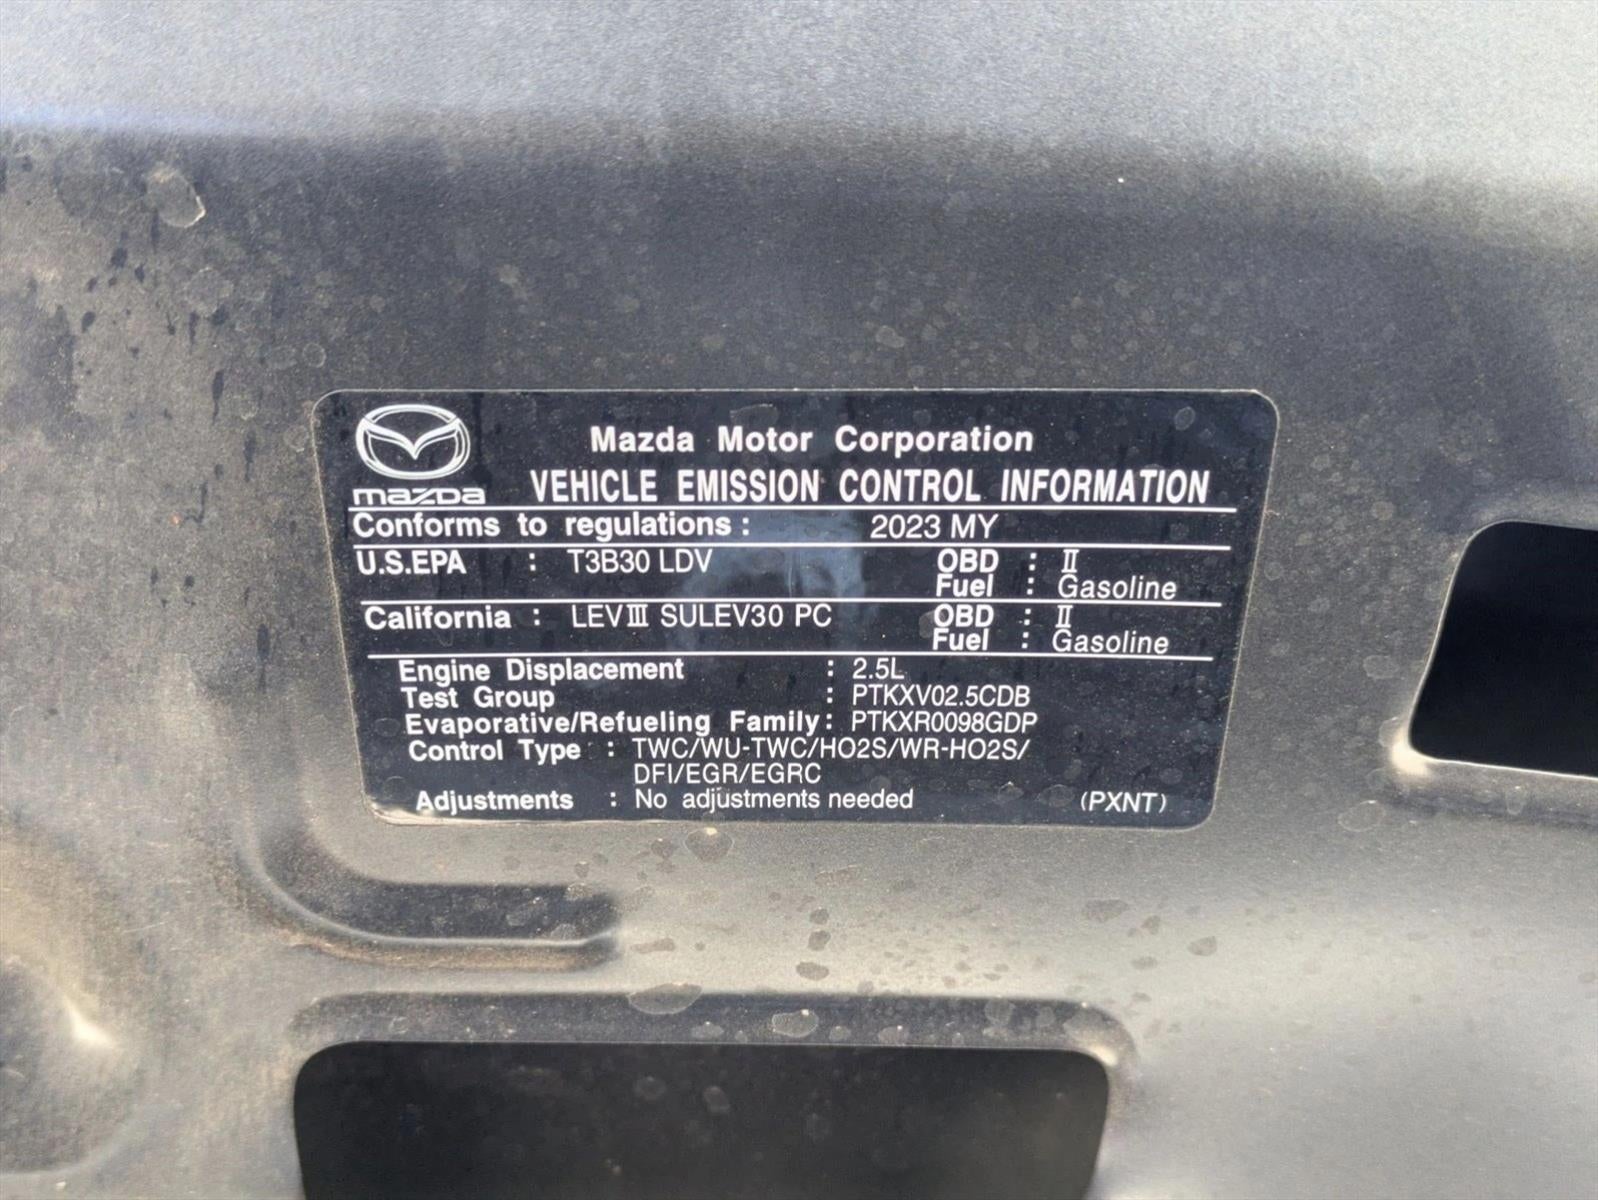 Mazda Motor Corporation
mazda VEHICLE EMISSION CONTROL INFORMATION
Conforms to regulations : 2023 MY
U.S.EPA : T3B30 LDV OBD : Ⅱ
Fuel : Gasoline
California : LEVⅢ SULEV30 PC OBD : Ⅱ
Fuel : Gasoline
Engine Displacement : 2.5L
Test Group : PTKXV02.5CDB
Evaporative/Refueling Family : PTKXR0098GDP
Control Type : TWC/WU-TWC/HO2S/WR-HO2S/
DFI/EGR/EGRC
Adjustments : No adjustments needed (PXNT)